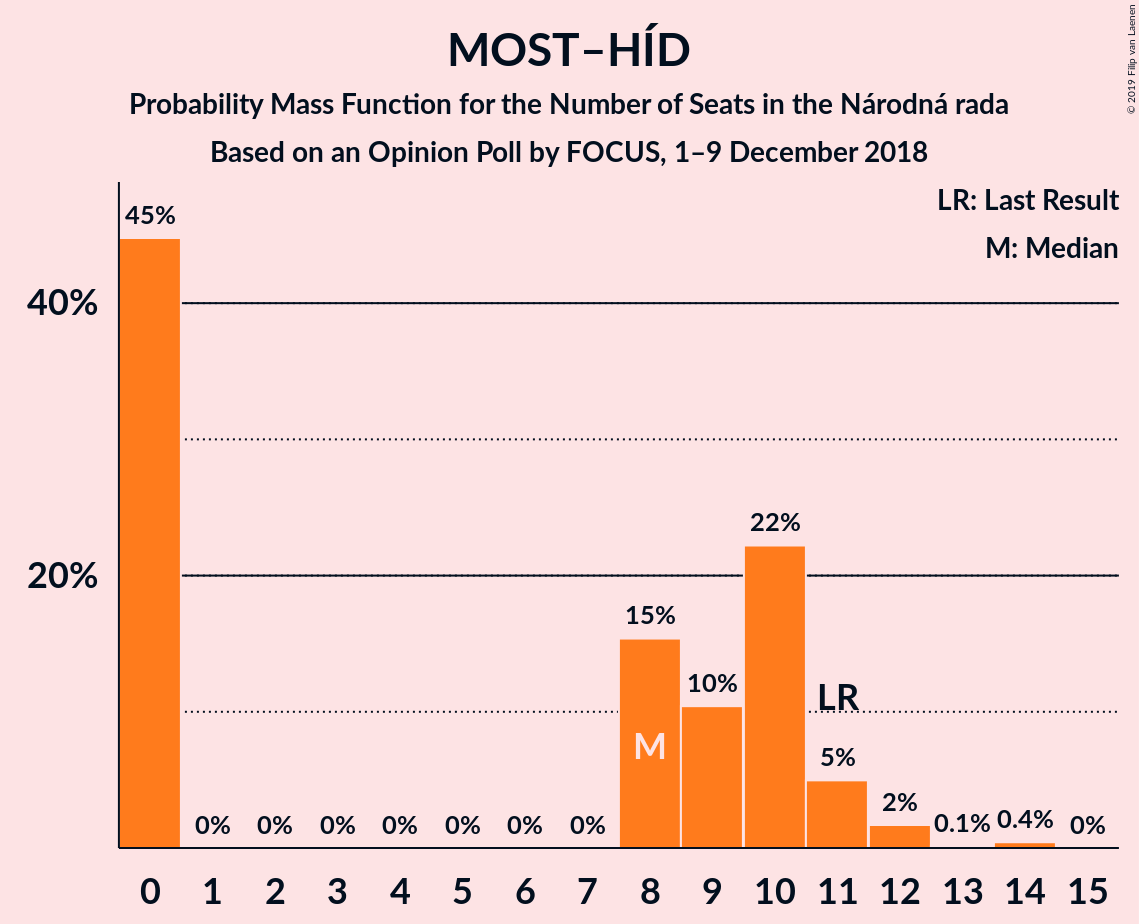 MOST–HÍD
Probability Mass Function for the Number of Seats in the Národná rada
Based on an Opinion Poll by FOCUS, 1–9 December 2018
© 2019 Filip van Laenen
LR: Last Result
M: Median
45%
40%
22%
20%
15%
10%
LR
M
5%
2%
0% 0% 0% 0% 0% 0% 0% 0.1% 0.4% 0%
0 1 2 3 4 5 6 7 8 9 10 11 12 13 14 15